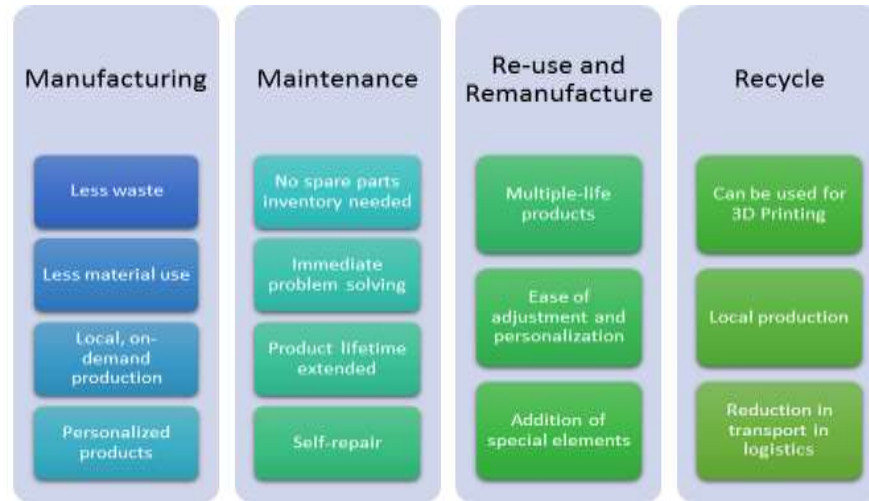 Manufacturing
Less waste
Less material use
Local, on-
demand
production
Personalized
products
Maintenance
No spare parts
inventory needed
Immediate
problem solving
Product lifetime
extended
Self-repair
Re-use and
Remanufacture
Multiple-life
products
Ease of
adjustment and
personalization
Addition of
special elements
Recycle
Can be used for
3D Printing
Local production
Reduction in
transport in
logistics